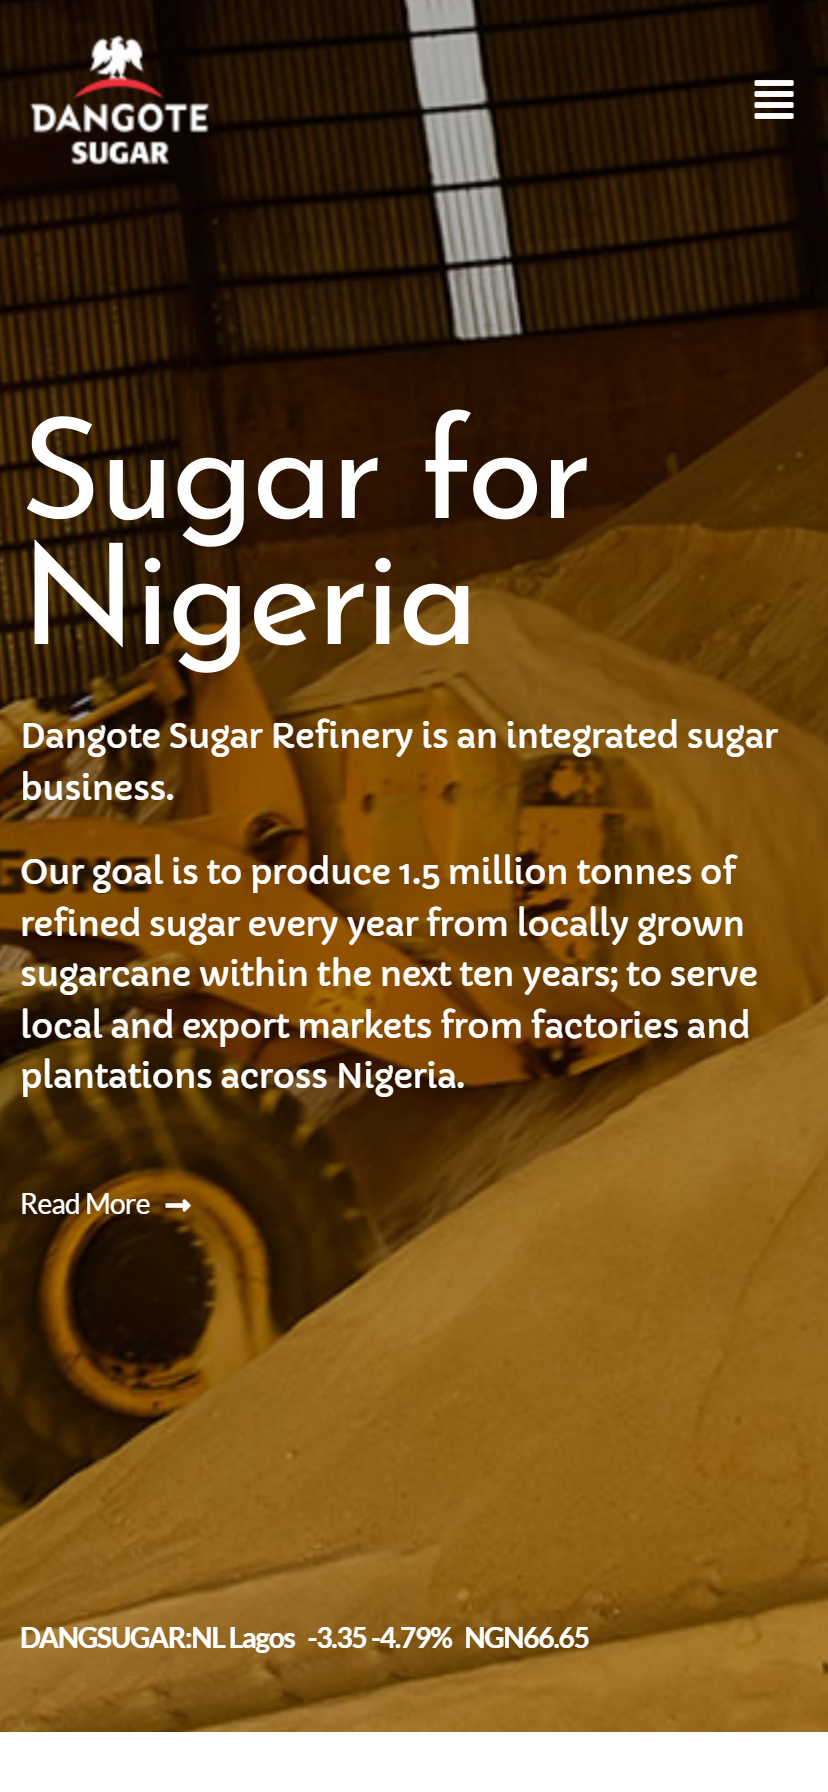 DANGOTE
SUGAR
Sugar for
Nigeria
Dangote Sugar Refinery is an integrated sugar
business.
Our goal is to produce 1.5 million tonnes of
refined sugar every year from locally grown
sugarcane within the next ten years; to serve
local and export markets from factories and
plantations across Nigeria.
Read More
DANGSUGAR:NL Lagos -3.35 -4.79% NGN66.65